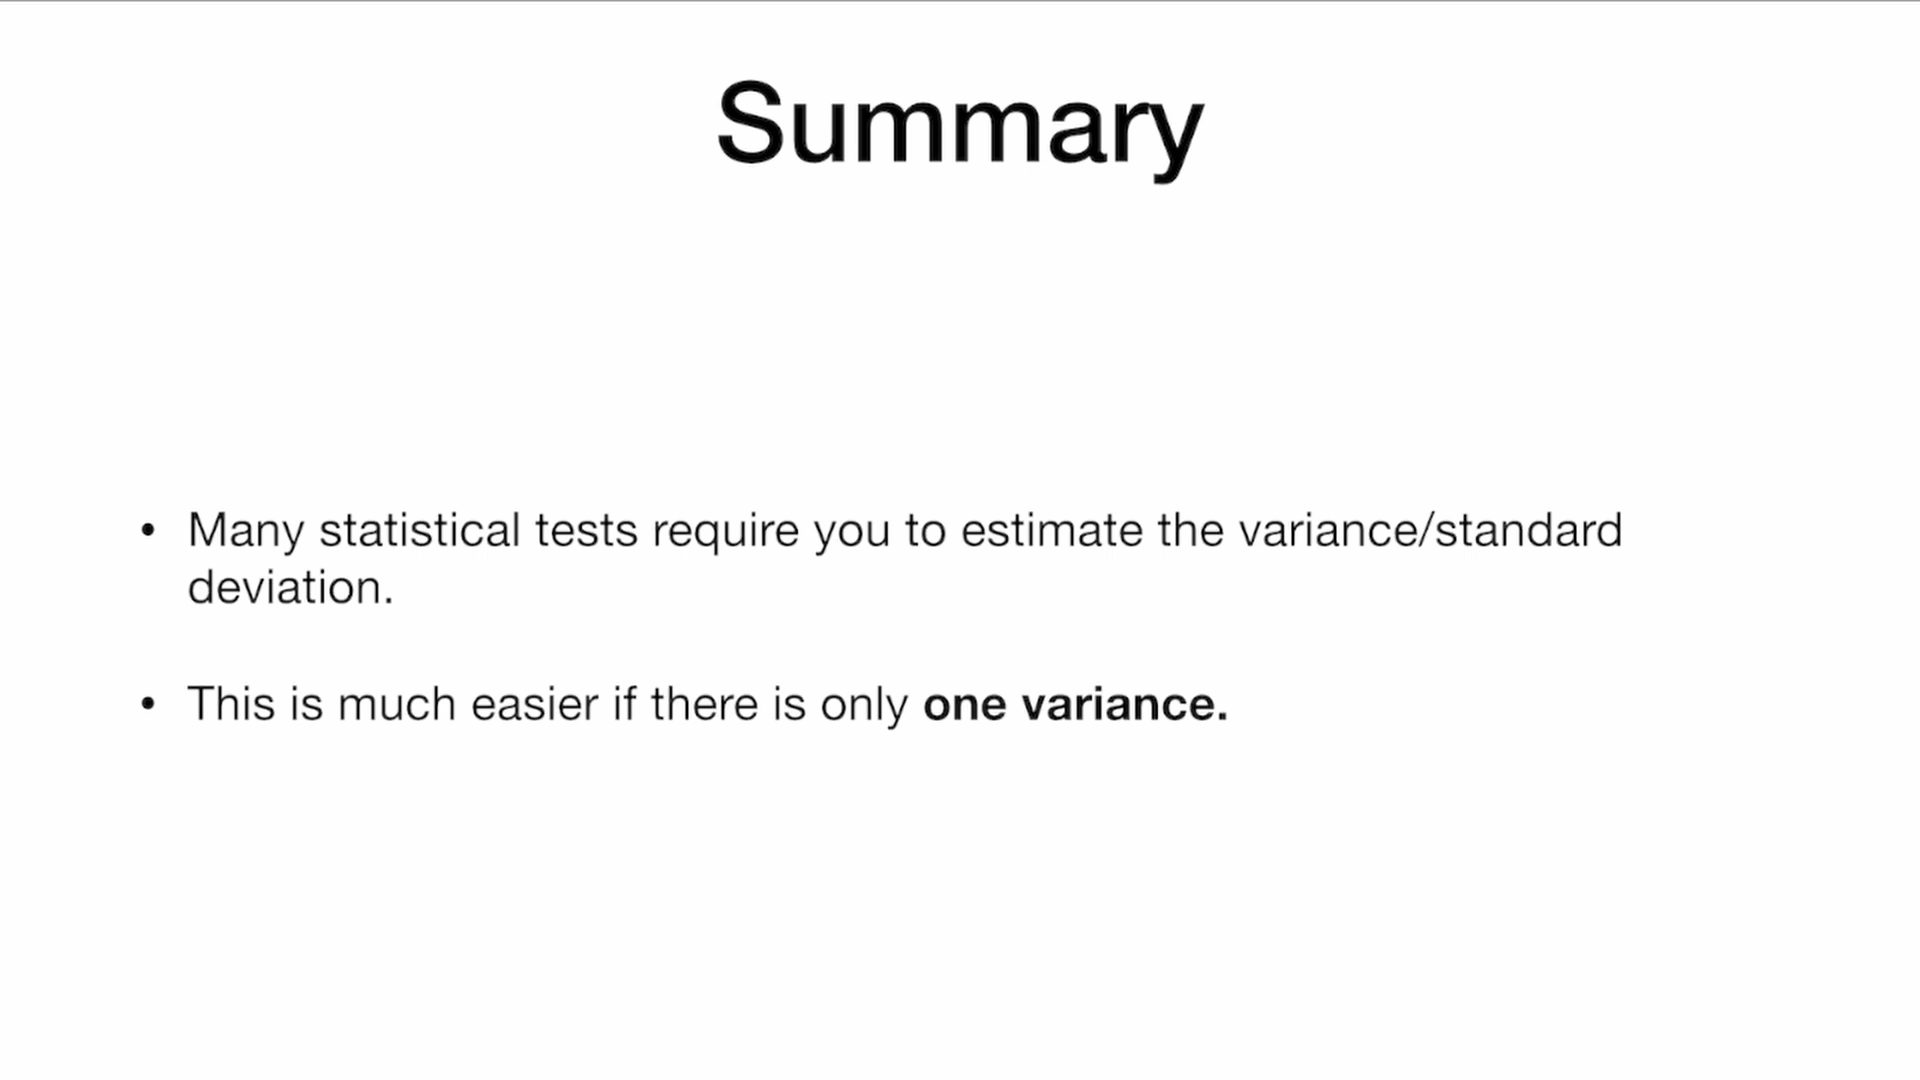 Summary
• Many statistical tests require you to estimate the variance/standard
deviation.
• This is much easier if there is only one variance.